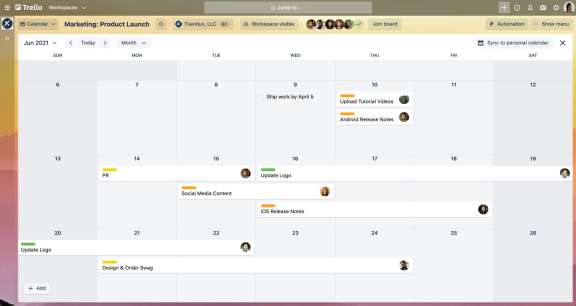 Trello Workspaces Jump to...
Calendar Marketing: Product Launch Travidus, LLC Workspace visible +7 Join board Automation Show menu
Jun 2021 Today Month Sync to personal calendar
SUN MON TUE WED THU FRI SAT
6 7 8 9 10 11 12
Ship work by April 5
Upload Tutorial Videos
Android Release Notes
13 14 15 16 17 18 19
PR Update Logo
Social Media Content
iOS Release Notes
20 21 22 23 24 25 26
Update Logo
Design & Order Swag
+ Add